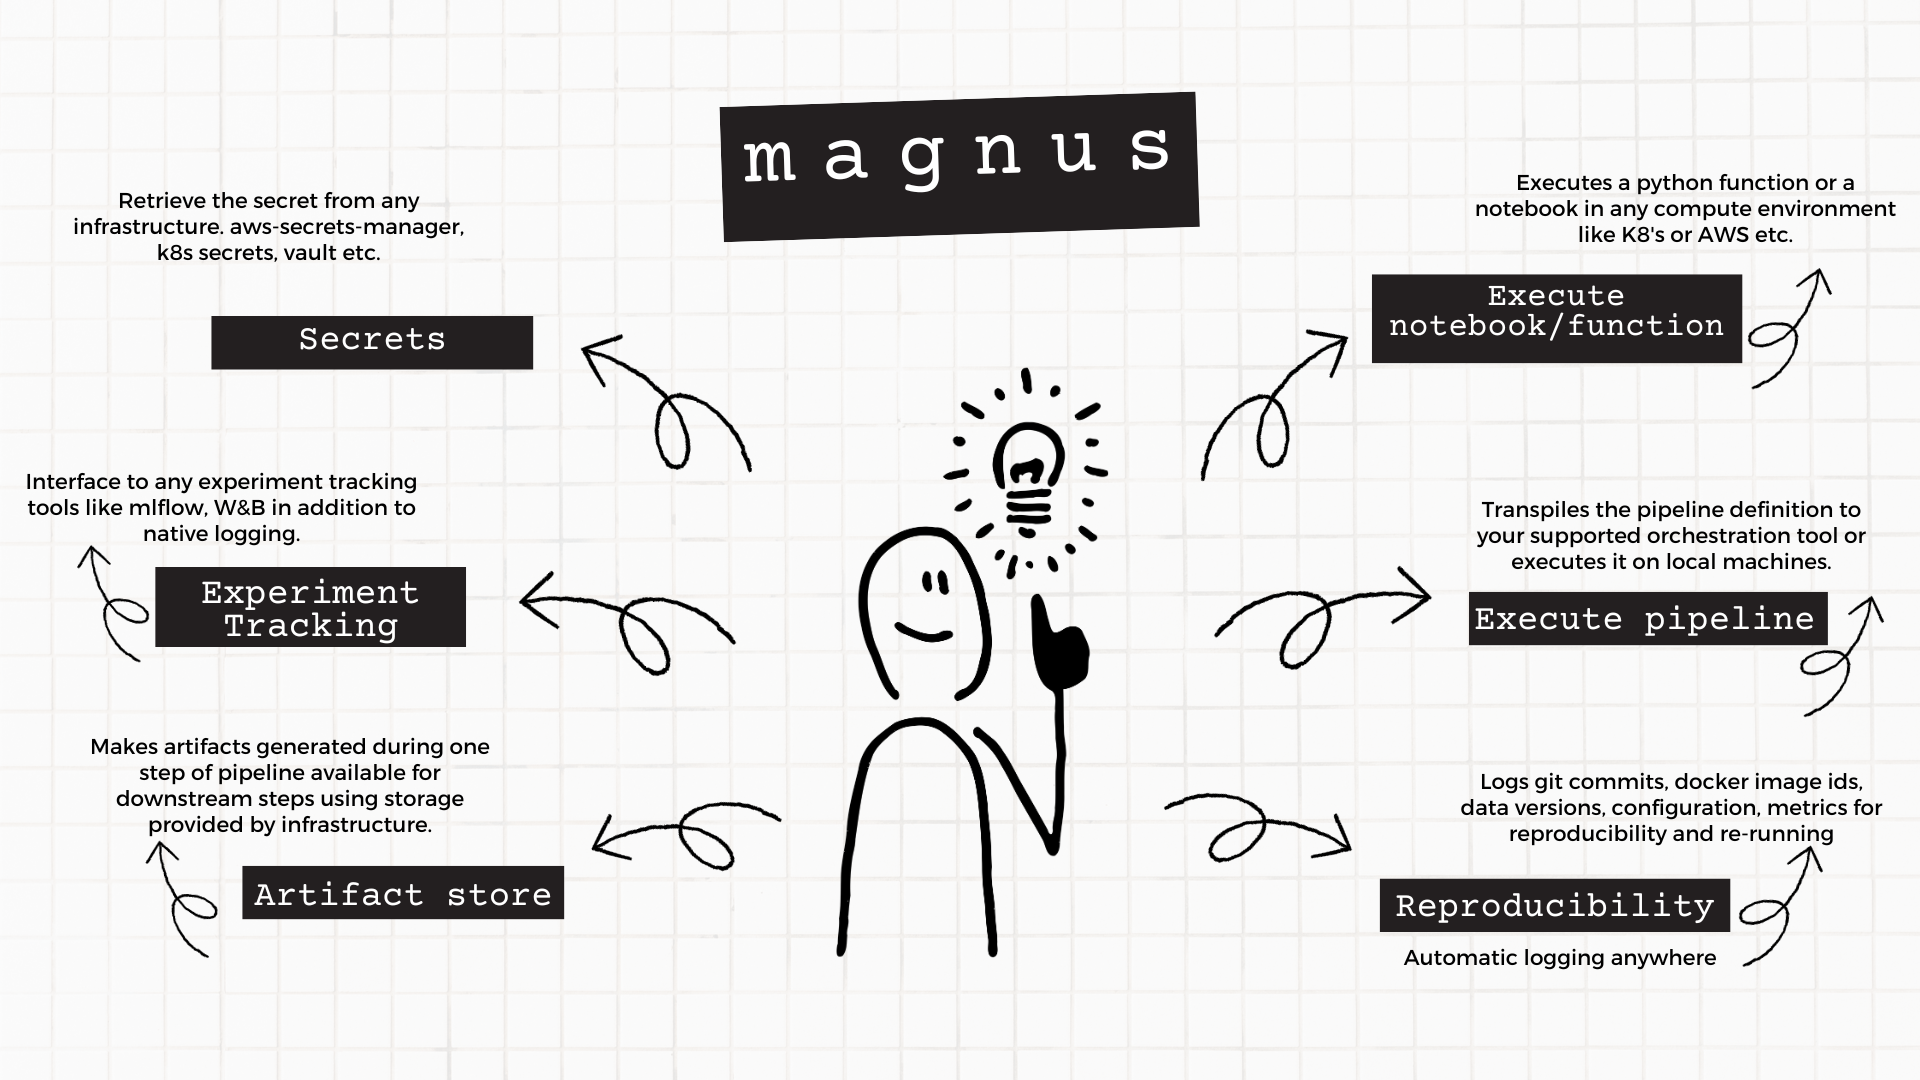 magnus
Retrieve the secret from any
infrastructure. aws-secrets-manager,
k8s secrets, vault etc.
Secrets
Interface to any experiment tracking
tools like mlflow, W&B in addition to
native logging.
Experiment
Tracking
Makes artifacts generated during one
step of pipeline available for
downstream steps using storage
provided by infrastructure.
Artifact store
Executes a python function or a
notebook in any compute environment
like K8's or AWS etc.
Execute
notebook/function
Transpiles the pipeline definition to
your supported orchestration tool or
executes it on local machines.
Execute pipeline
Logs git commits, docker image ids,
data versions, configuration, metrics for
reproducibility and re-running
Reproducibility
Automatic logging anywhere